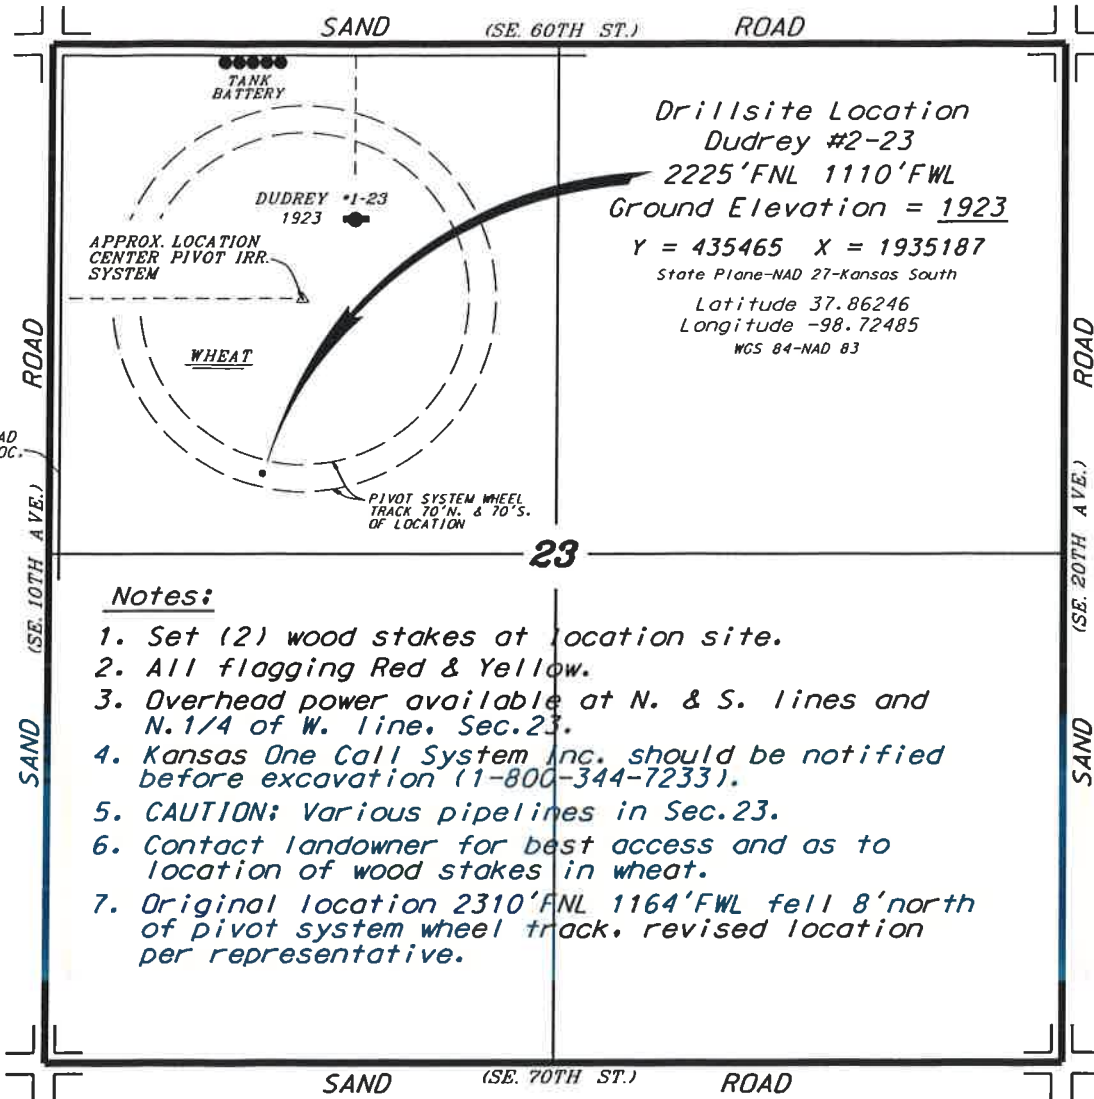 SAND (SE. 60TH ST.) ROAD
TANK
BATTERY
Drillsite Location
Dudrey #2-23
2225'FNL 1110'FWL
Ground Elevation = 1923
Y = 435465 X = 1935187
State Plane-NAD 27-Kansas South
Latitude 37.86246
Longitude -98.72485
WGS 84-NAD 83
DUDREY #1-23
1923
APPROX. LOCATION
CENTER PIVOT IRR.
SYSTEM
WHEAT
PIVOT SYSTEM WHEEL
TRACK 70'N. & 70'S.
OF LOCATION
ROAD
(SE. 10TH AVE.)
SAND
ROAD
(SE. 20TH AVE.)
SAND
23
Notes:
1. Set (2) wood stakes at location site.
2. All flagging Red & Yellow.
3. Overhead power available at N. & S. lines and
N.1/4 of W. line, Sec.23.
4. Kansas One Call System Inc. should be notified
before excavation (1-800-344-7233).
5. CAUTION: Various pipelines in Sec.23.
6. Contact landowner for best access and as to
location of wood stakes in wheat.
7. Original location 2310'FNL 1164'FWL fell 8'north
of pivot system wheel track, revised location
per representative.
SAND (SE. 70TH ST.) ROAD